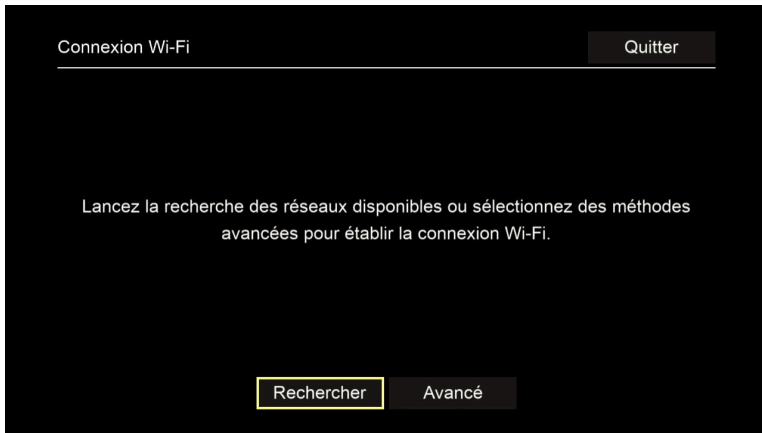 Connexion Wi-Fi
Quitter
Lancez la recherche des réseaux disponibles ou sélectionnez des méthodes
avancées pour établir la connexion Wi-Fi.
Rechercher
Avancé